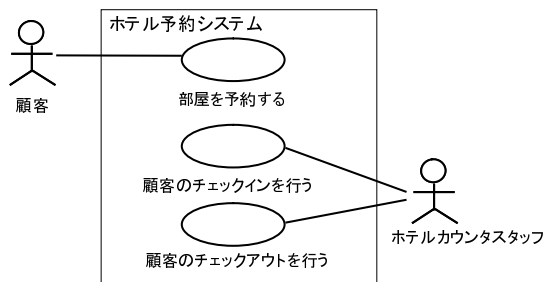 ホテル予約システム
顧客
部屋を予約する
顧客のチェックインを行う
ホテルカウンタスタッフ
顧客のチェックアウトを行う